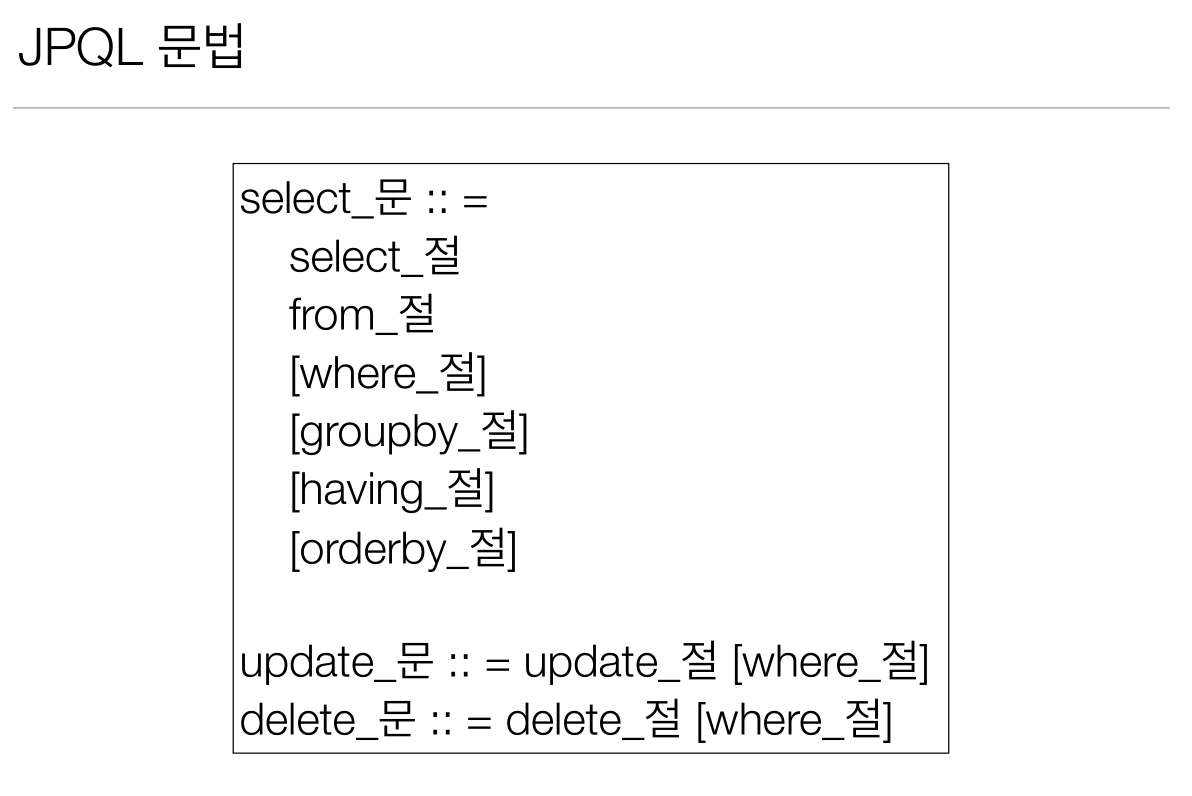 JPQL 문법
select_문 :: =
select_절
from_절
[where_절]
[groupby_절]
[having_절]
[orderby_절]
update_문 :: = update_절 [where_절]
delete_문 :: = delete_절 [where_절]